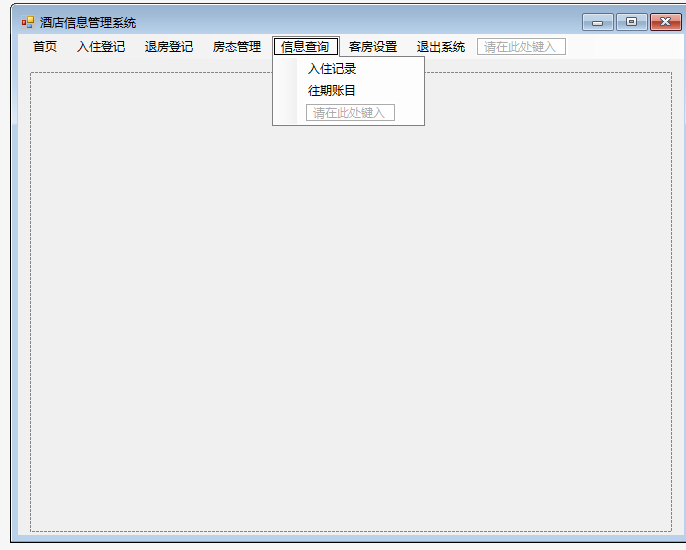 酒店信息管理系统
首页 入住登记 退房登记 房态管理 信息查询 客房设置 退出系统 请在此处键入
入住记录
往期账目
请在此处键入